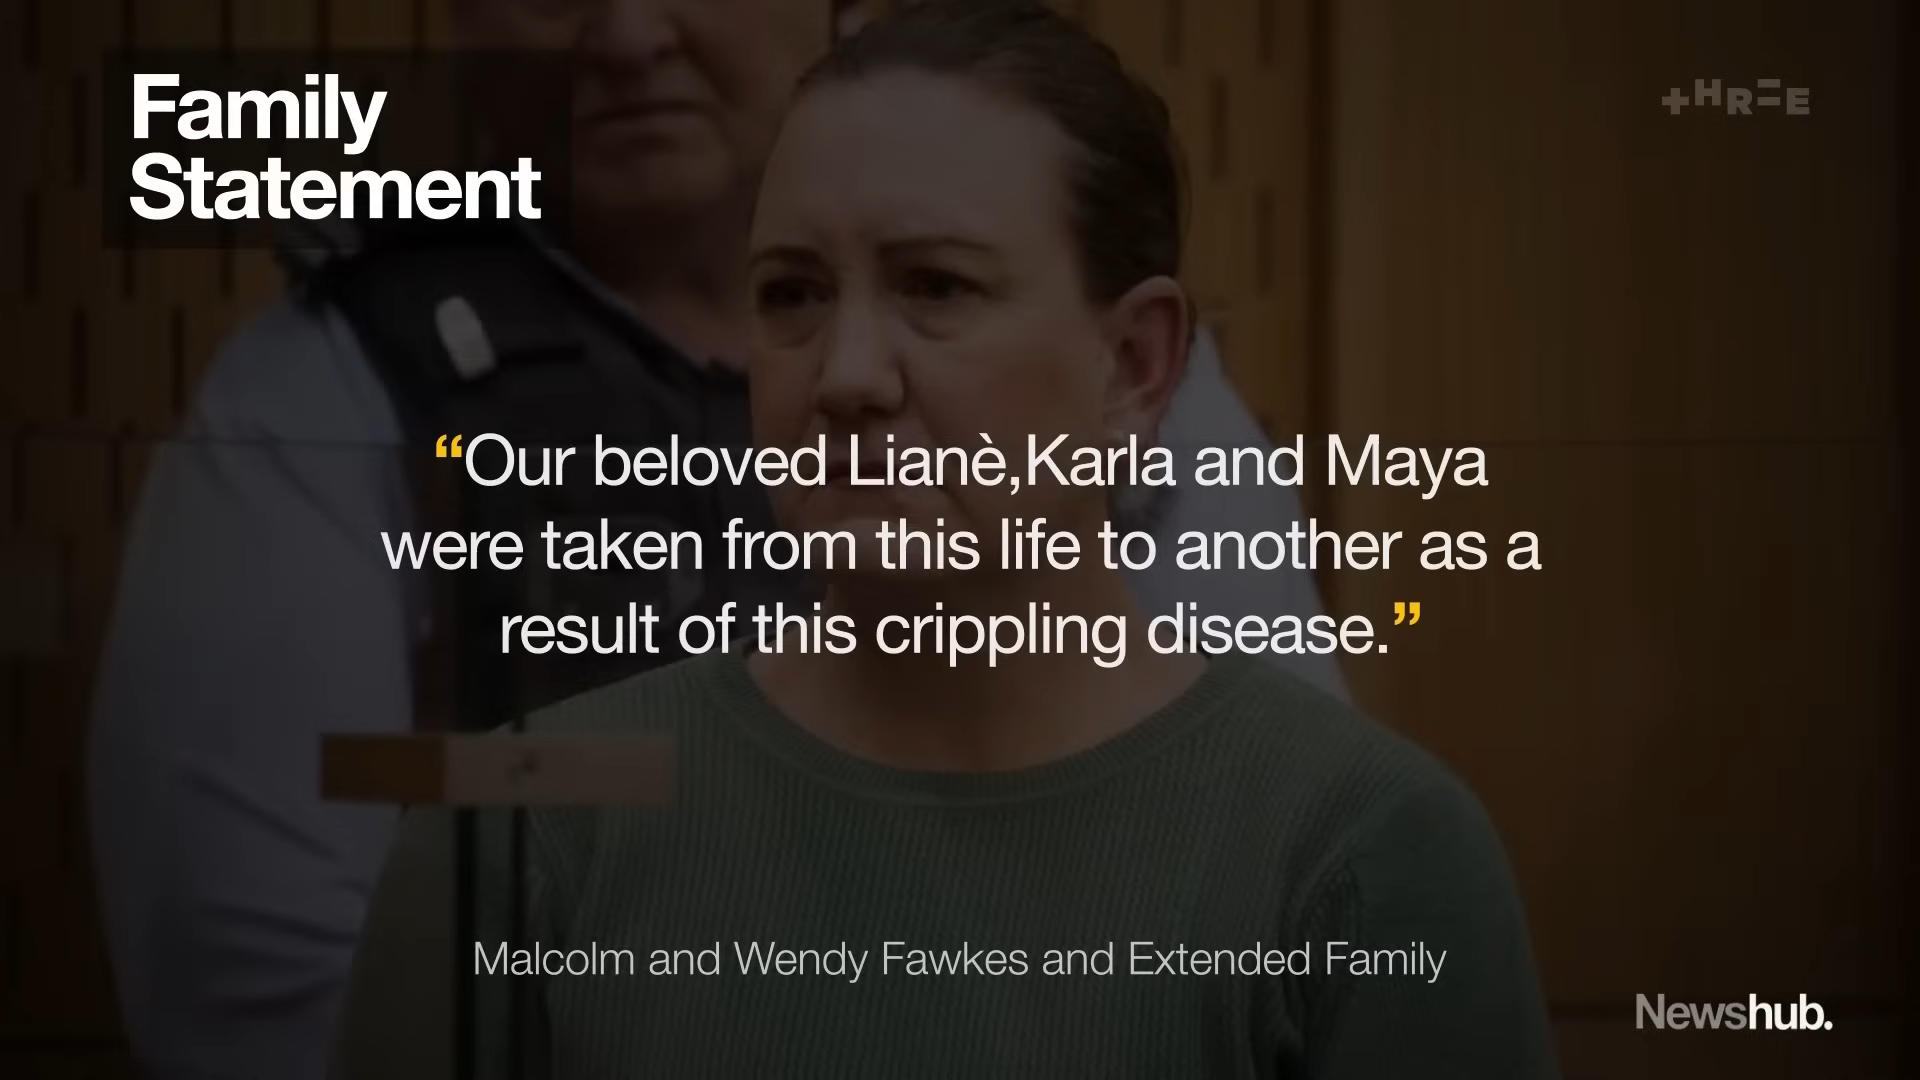 Family
Statement
+HR=E
“Our beloved Lianè,Karla and Maya
were taken from this life to another as a
result of this crippling disease.”
Malcolm and Wendy Fawkes and Extended Family
Newshub.